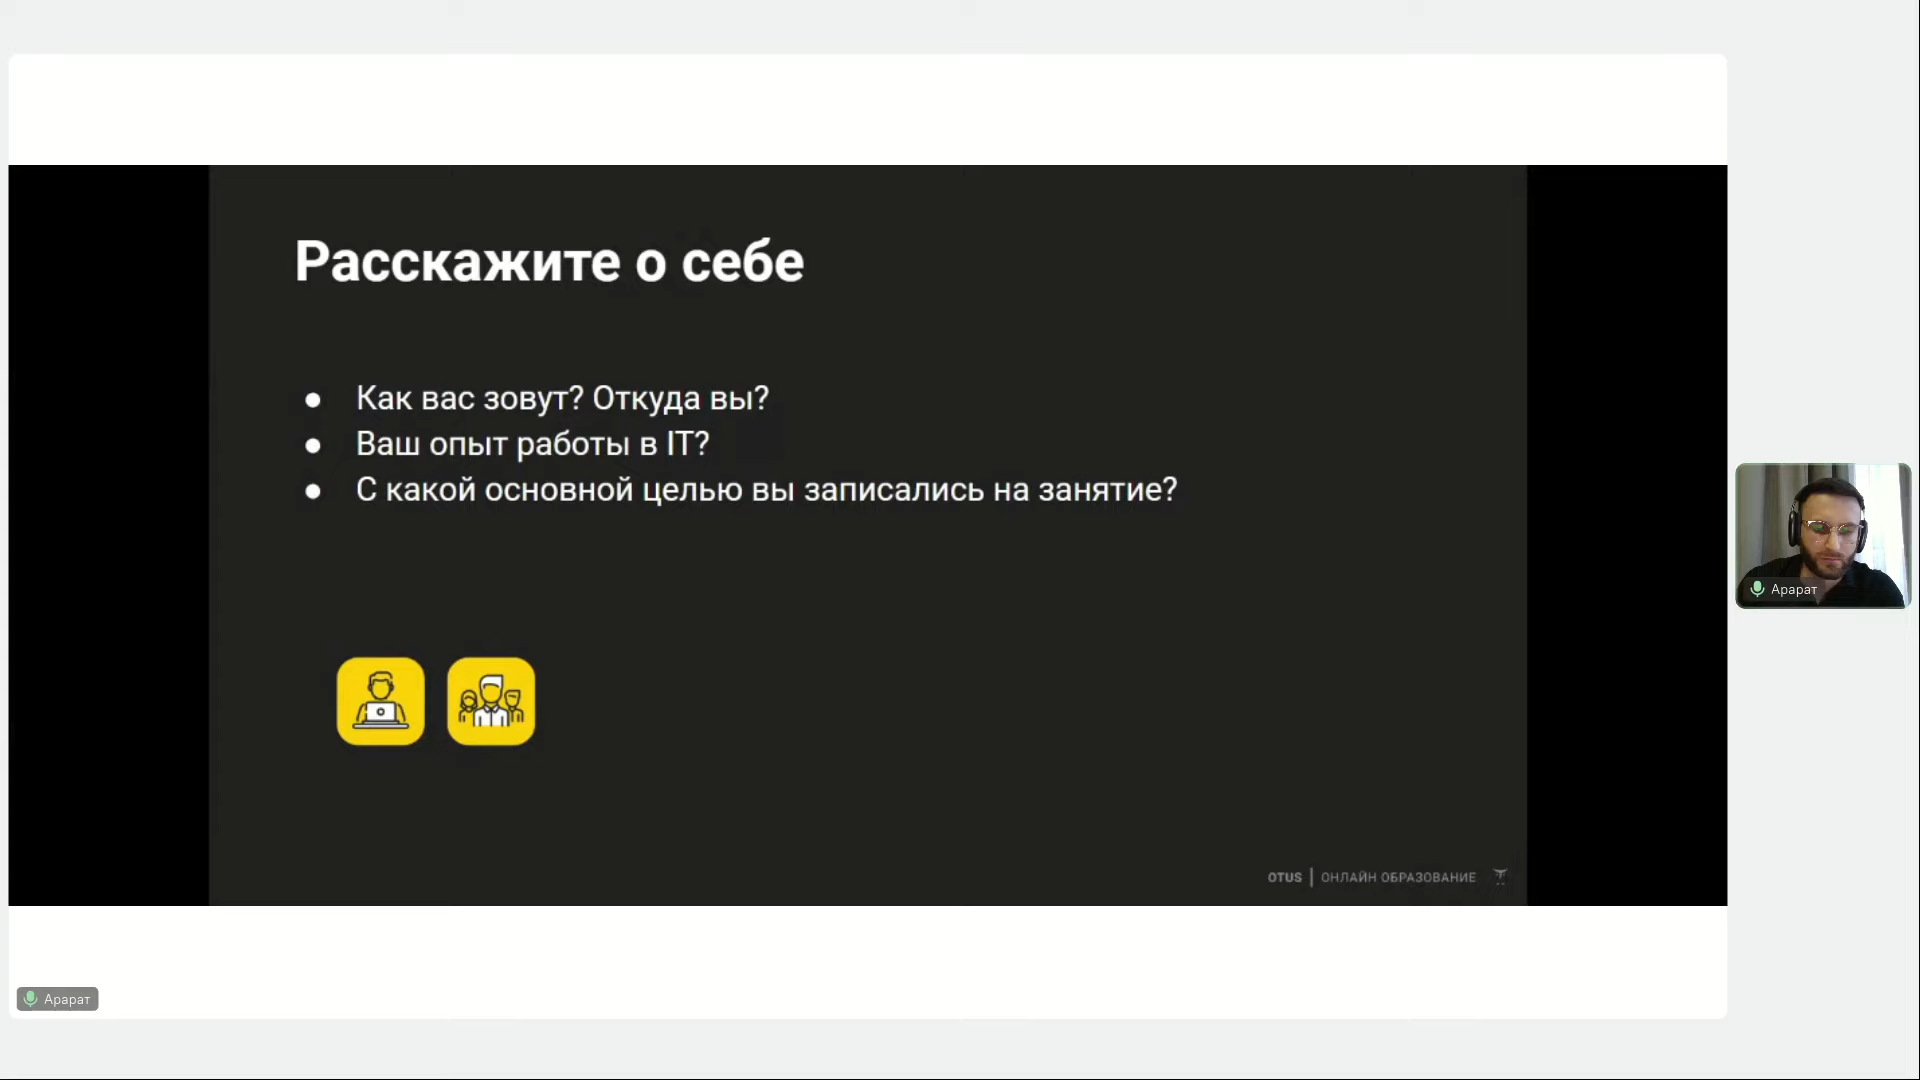 Расскажите о себе
Как вас зовут? Откуда вы?
Ваш опыт работы в IT?
С какой основной целью вы записались на занятие?
Арарат
OTUS | ОНЛАЙН ОБРАЗОВАНИЕ
Арарат